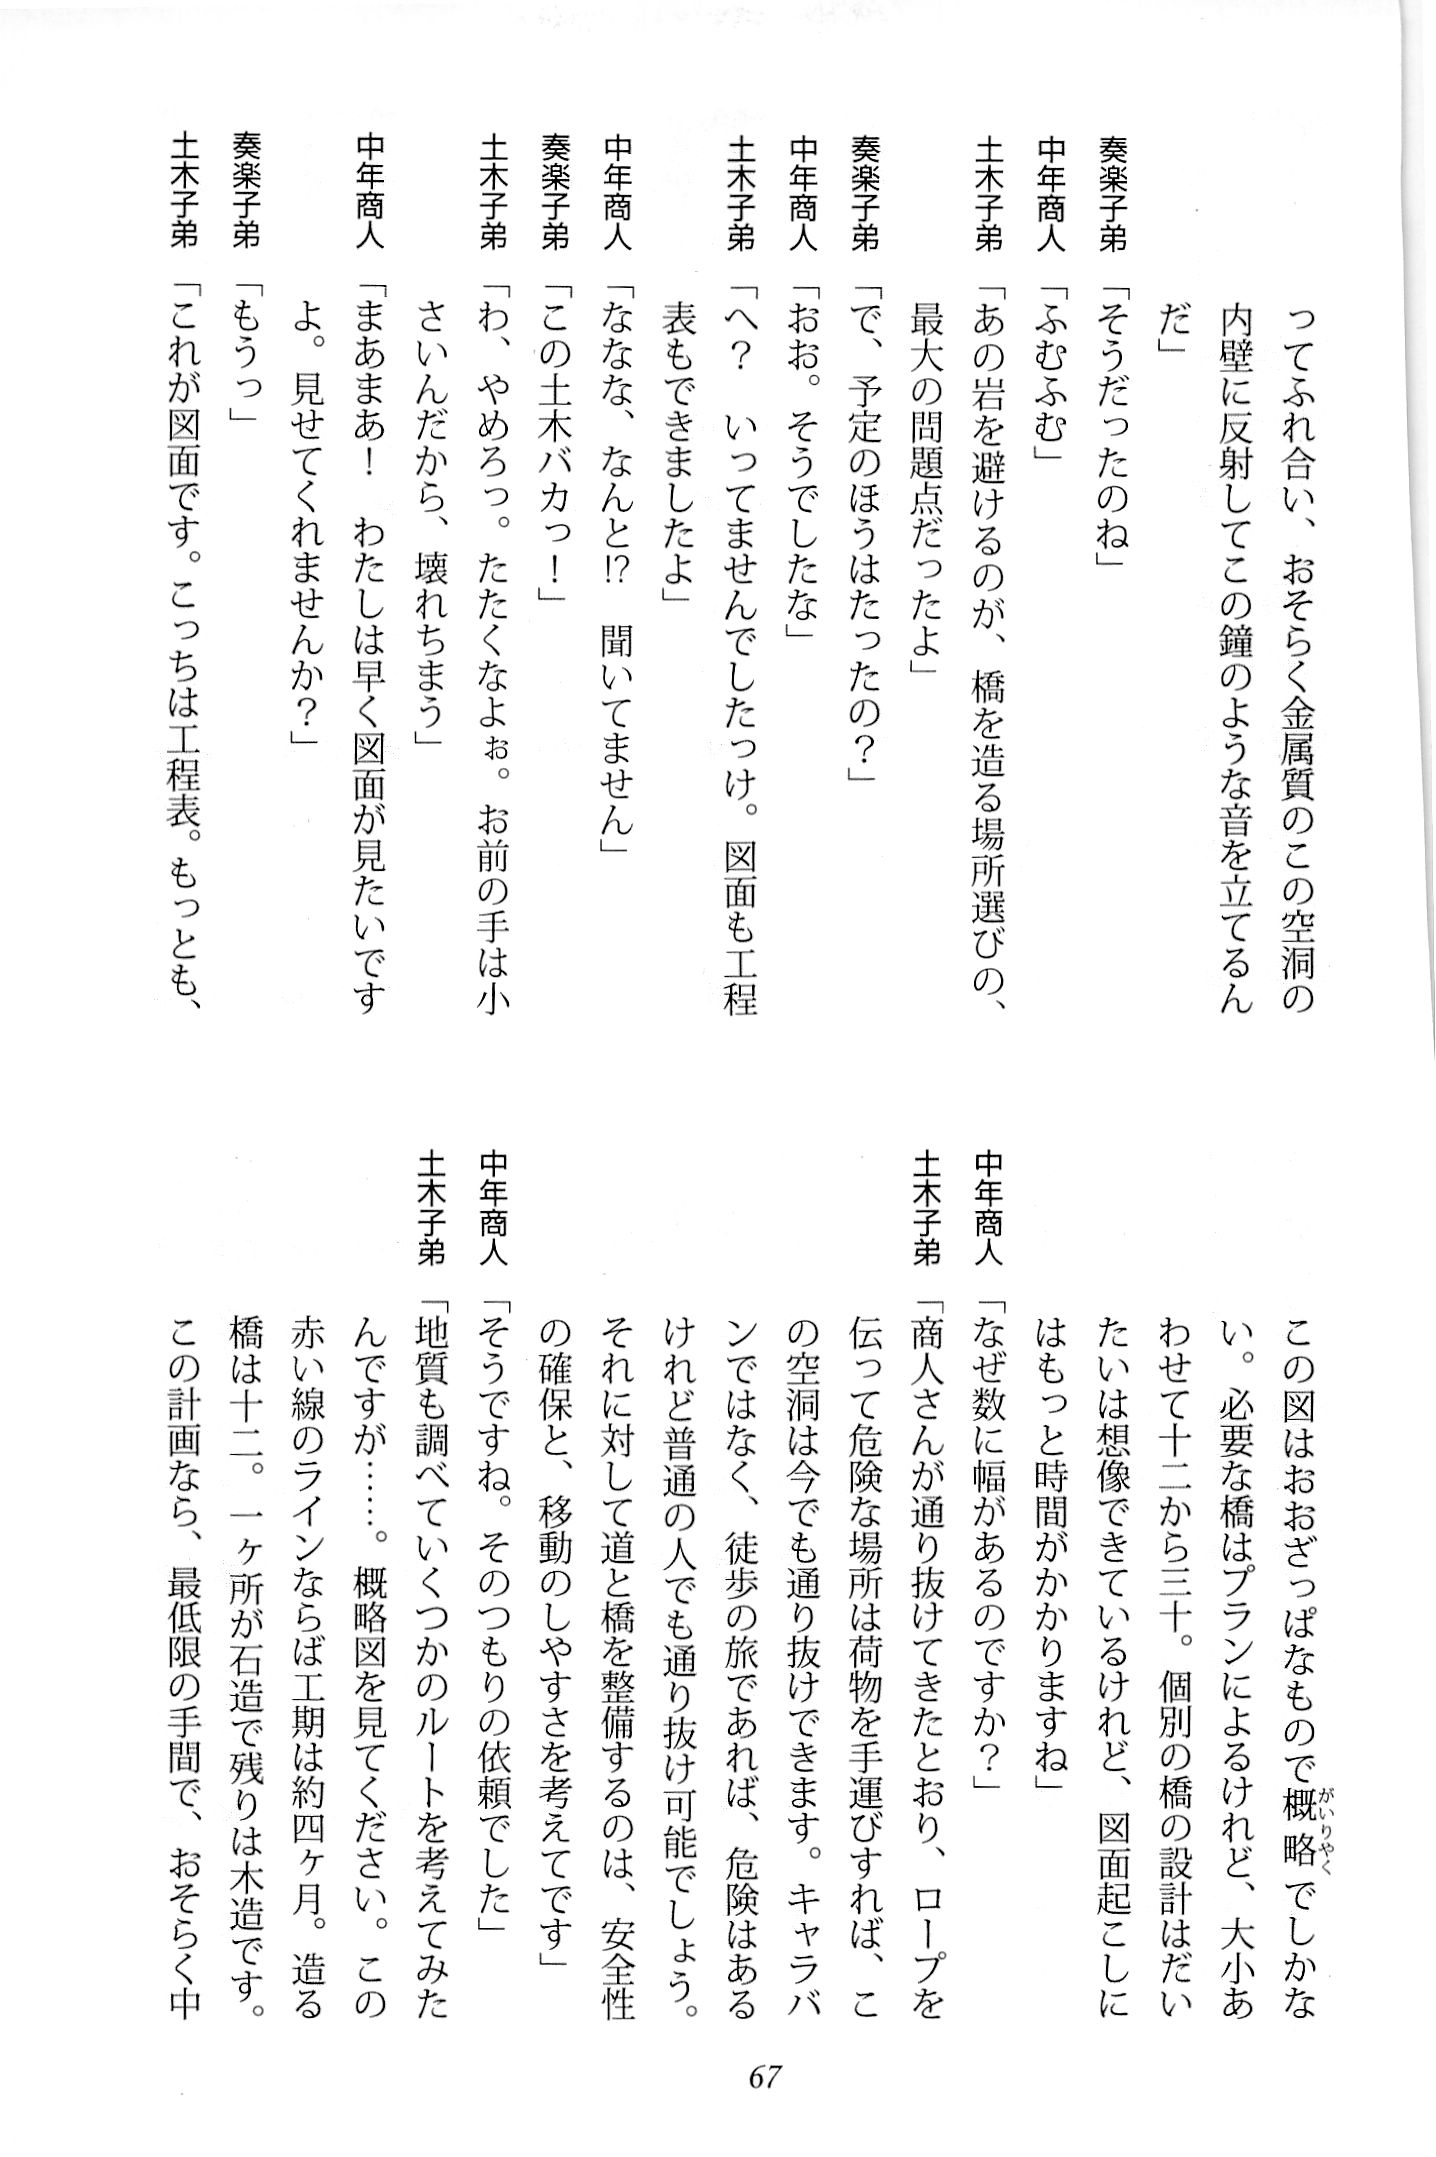 ってふれ合い、おそらく金属質のこの空洞の
内壁に反射してこの鐘のような音を立てるん
だ」
奏楽子弟「そうだったのね」
中年商人「ふむふむ」
土木子弟「あの岩を避けるのが、橋を造る場所選びの、
最大の問題点だったよ」
奏楽子弟「で、予定のほうはたったの？」
中年商人「おお。そうでしたな」
土木子弟「へ？　いってませんでしたっけ。図面も工程
表もできましたよ」
中年商人「ななな、なんと⁉　聞いてません」
奏楽子弟「この土木バカっ！」
土木子弟「わ、やめろっ。たたくなよぉ。お前の手は小
さいんだから、壊れちまう」
中年商人「まあまあ！　わたしは早く図面が見たいです
よ。見せてくれませんか？」
奏楽子弟「もうっ」
土木子弟「これが図面です。こっちは工程表。もっとも、
この図はおおざっぱなもので概略がいりやくでしかな
い。必要な橋はプランによるけれど、大小あ
わせて十二から三十。個別の橋の設計はだい
たいは想像できているけれど、図面起こしに
はもっと時間がかかりますね」
中年商人「なぜ数に幅があるのですか？」
土木子弟「商人さんが通り抜けてきたとおり、ロープを
伝って危険な場所は荷物を手運びすれば、こ
の空洞は今でも通り抜けできます。キャラバ
ンではなく、徒歩の旅であれば、危険はある
けれど普通の人でも通り抜け可能でしょう。
それに対して道と橋を整備するのは、安全性
の確保と、移動のしやすさを考えてです」
中年商人「そうですね。そのつもりの依頼でした」
土木子弟「地質も調べていくつかのルートを考えてみた
んですが……。概略図を見てください。この
赤い線のラインならば工期は約四ヶ月。造る
橋は十二。一ヶ所が石造で残りは木造です。
この計画なら、最低限の手間で、おそらく中
67